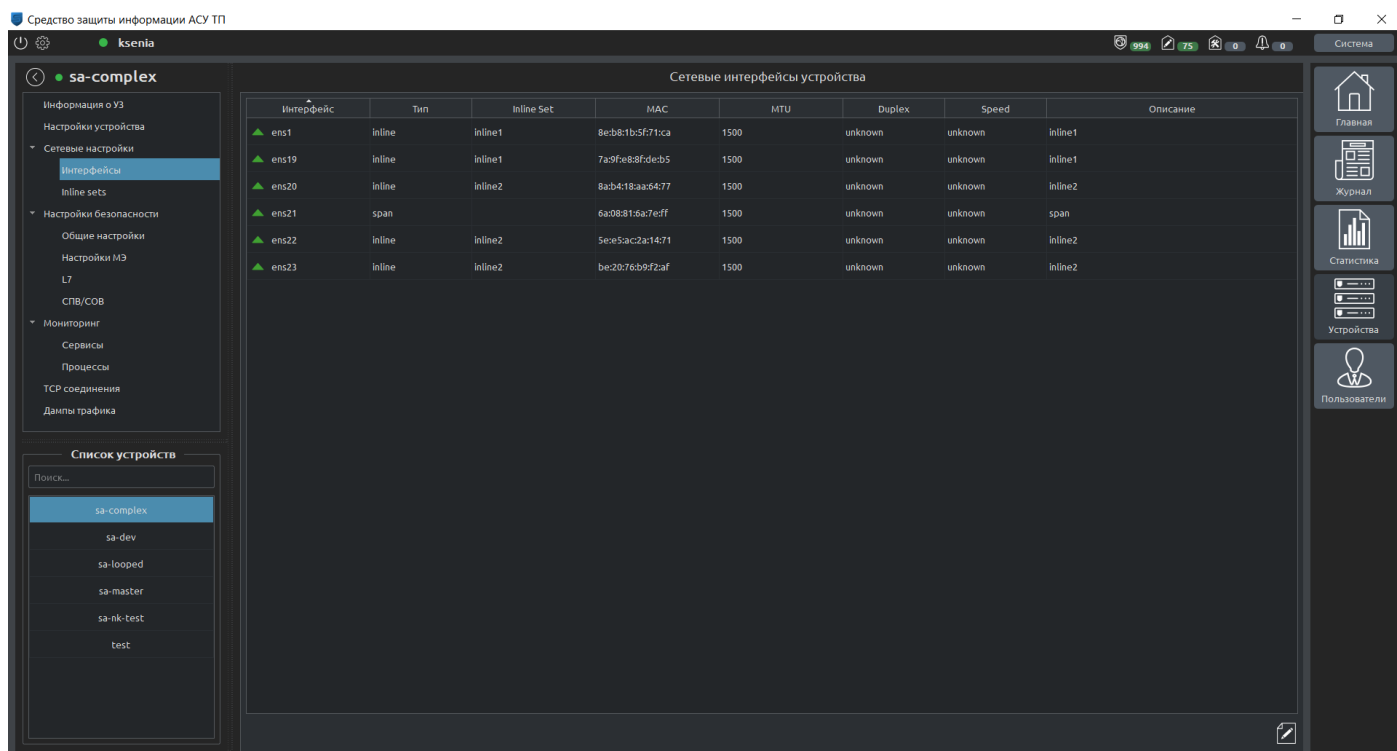 Средство защиты информации АСУ ТП
ksenia
994 75 0 0
Система
sa-complex
Информация о УЗ
Настройки устройства
Сетевые настройки
Интерфейсы
Inline sets
Настройки безопасности
Общие настройки
Настройки МЭ
L7
СПВ/СОВ
Мониторинг
Сервисы
Процессы
TCP соединения
Дампы трафика
Список устройств
Поиск...
sa-complex
sa-dev
sa-looped
sa-master
sa-nk-test
test
Сетевые интерфейсы устройства
Интерфейс Тип Inline Set MAC MTU Duplex Speed Описание
ens1 inline inline1 8e:b8:1b:5f:71:ca 1500 unknown unknown inline1
ens19 inline inline1 7a:9f:e8:8f:de:b5 1500 unknown unknown inline1
ens20 inline inline2 8a:b4:18:aa:64:77 1500 unknown unknown inline2
ens21 span 6a:08:81:6a:7e:ff 1500 unknown unknown span
ens22 inline inline2 5e:e5:ac:2a:14:71 1500 unknown unknown inline2
ens23 inline inline2 be:20:76:b9:f2:af 1500 unknown unknown inline2
Главная
Журнал
Статистика
Устройства
Пользователи